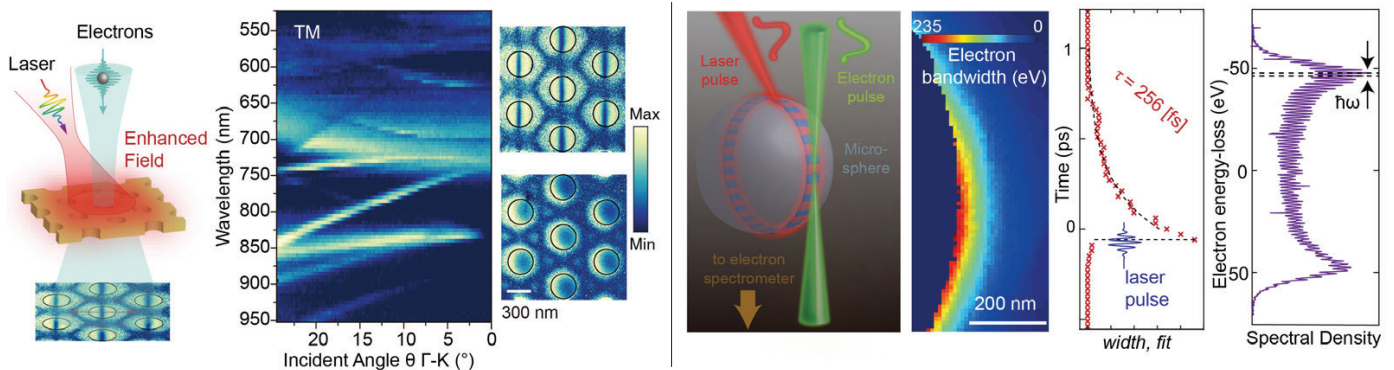 Electrons
Laser
Enhanced
Field
TM
Wavelength (nm)
550
600
650
700
750
800
850
900
950
20
15
10
5
0
Incident Angle θ Γ-K (°)
Max
Min
300 nm
Laser
pulse
Electron
pulse
Micro-
sphere
to electron
spectrometer
235
0
Electron
bandwidth (eV)
200 nm
Time (ps)
1
0
τ = 256 [fs]
laser
pulse
width, fit
Electron energy-loss (eV)
-50
0
50
ħω
Spectral Density